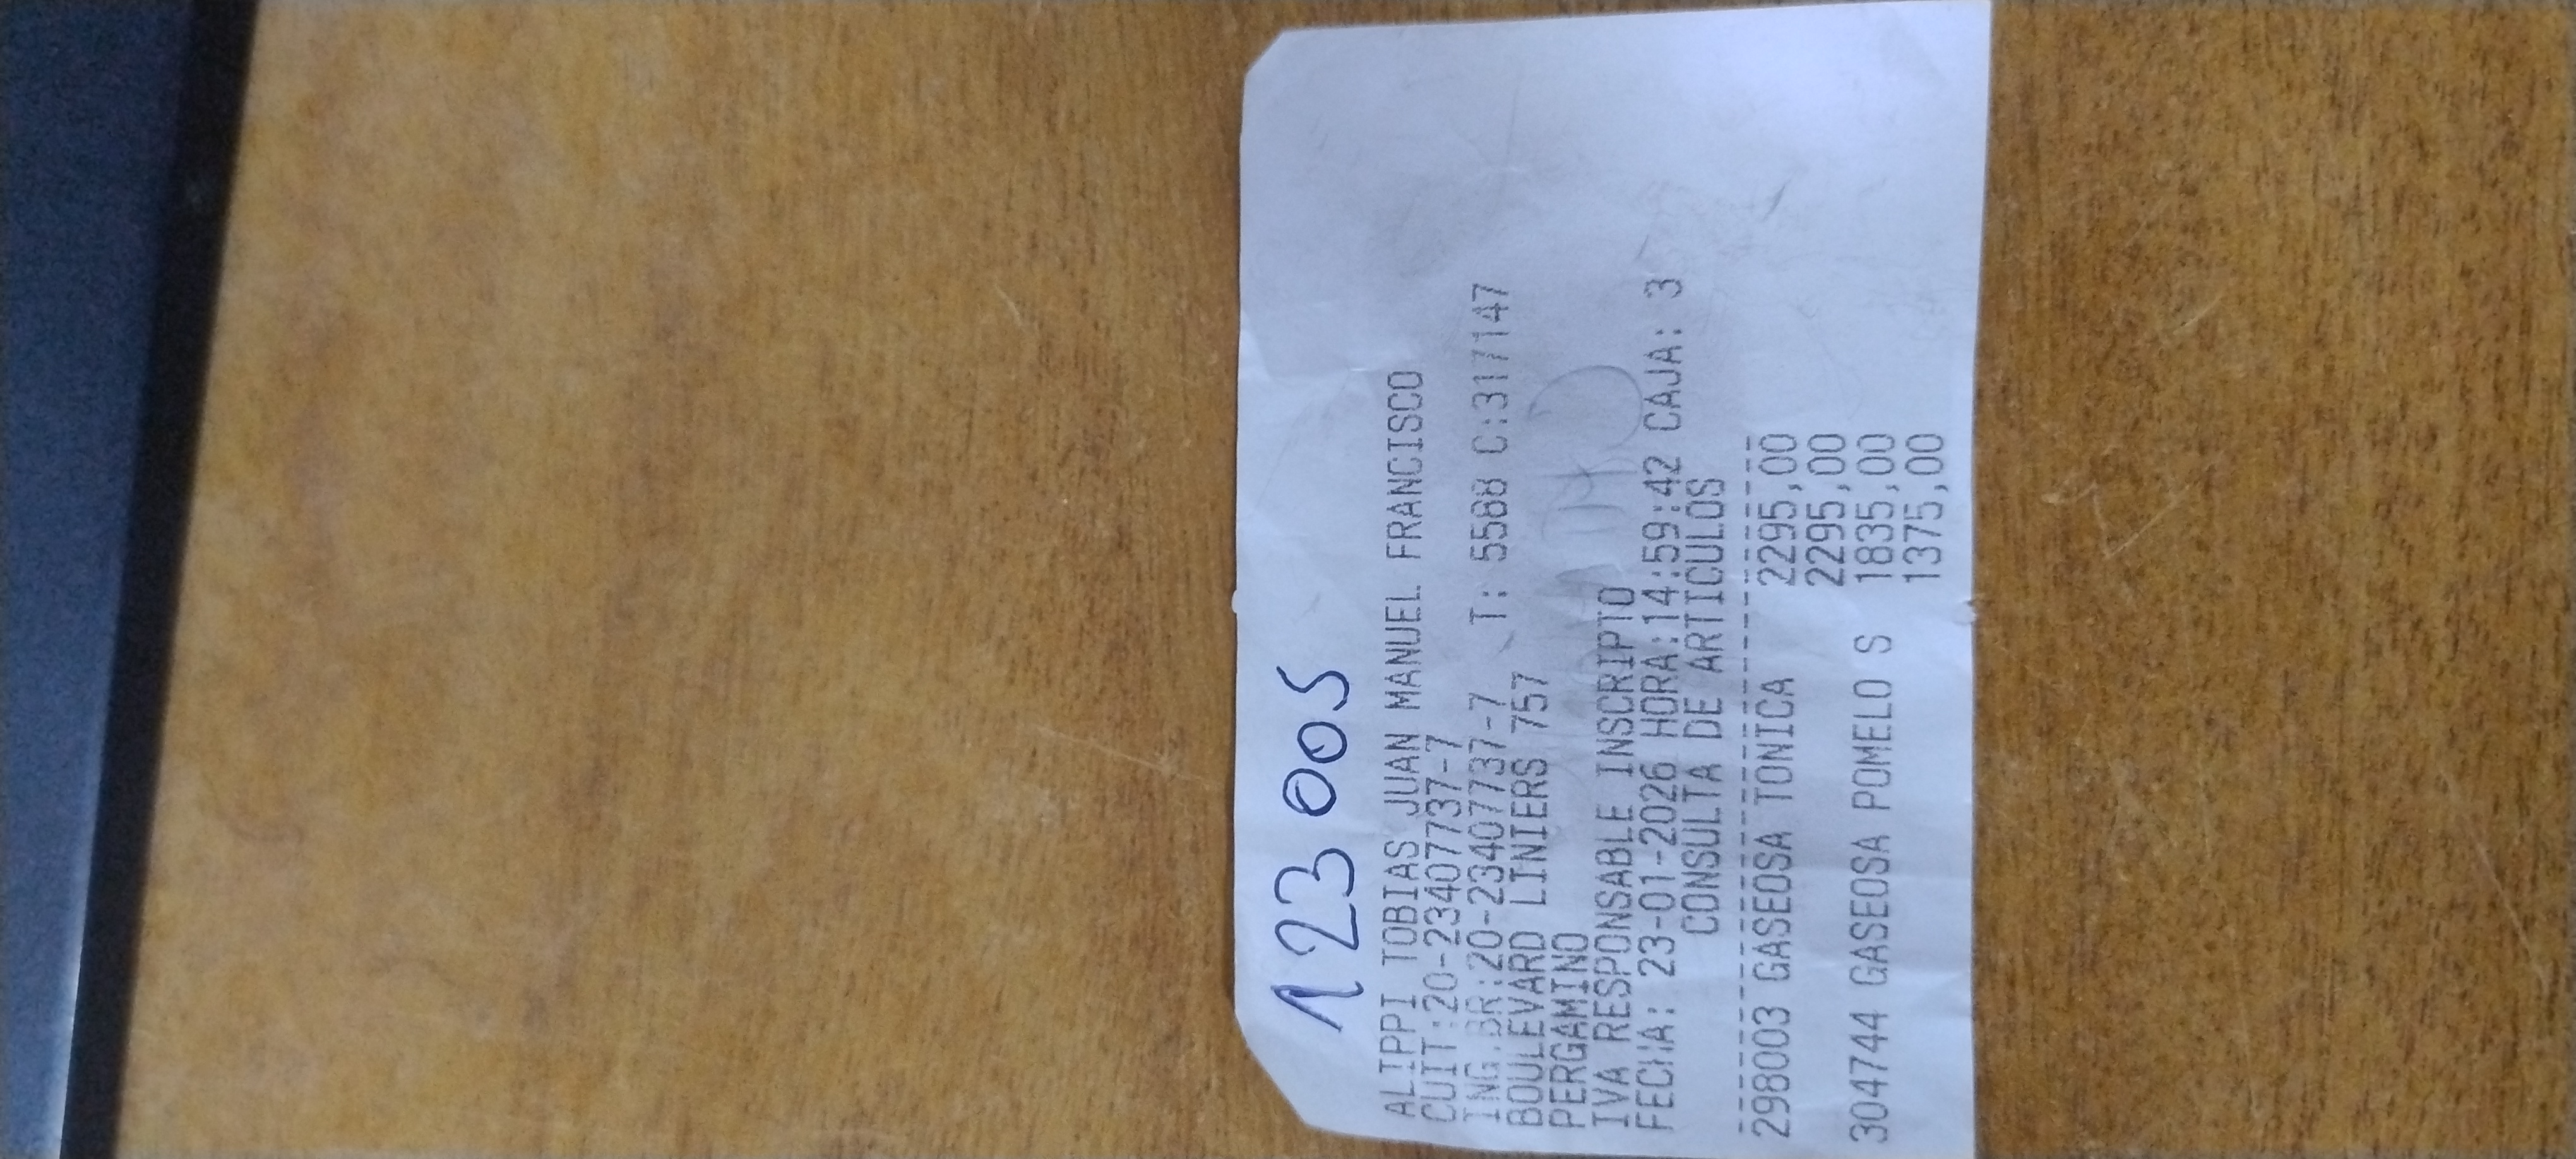 123005
ALIPPI TOBIAS JUAN MANUEL FRANCISCO
CUIT:20-23407737-7
ING.BR:20-23407737-7 T: 5588 C:317147
BOULEVARD LINIERS 757
PERGAMINO
IVA RESPONSABLE INSCRIPTO
FECHA: 23-01-2026 HORA:14:59:42 CAJA: 3
CONSULTA DE ARTICULOS
298003 GASEOSA TONICA 2295,00
2295,00
304744 GASEOSA POMELO S 1835,00
1375,00